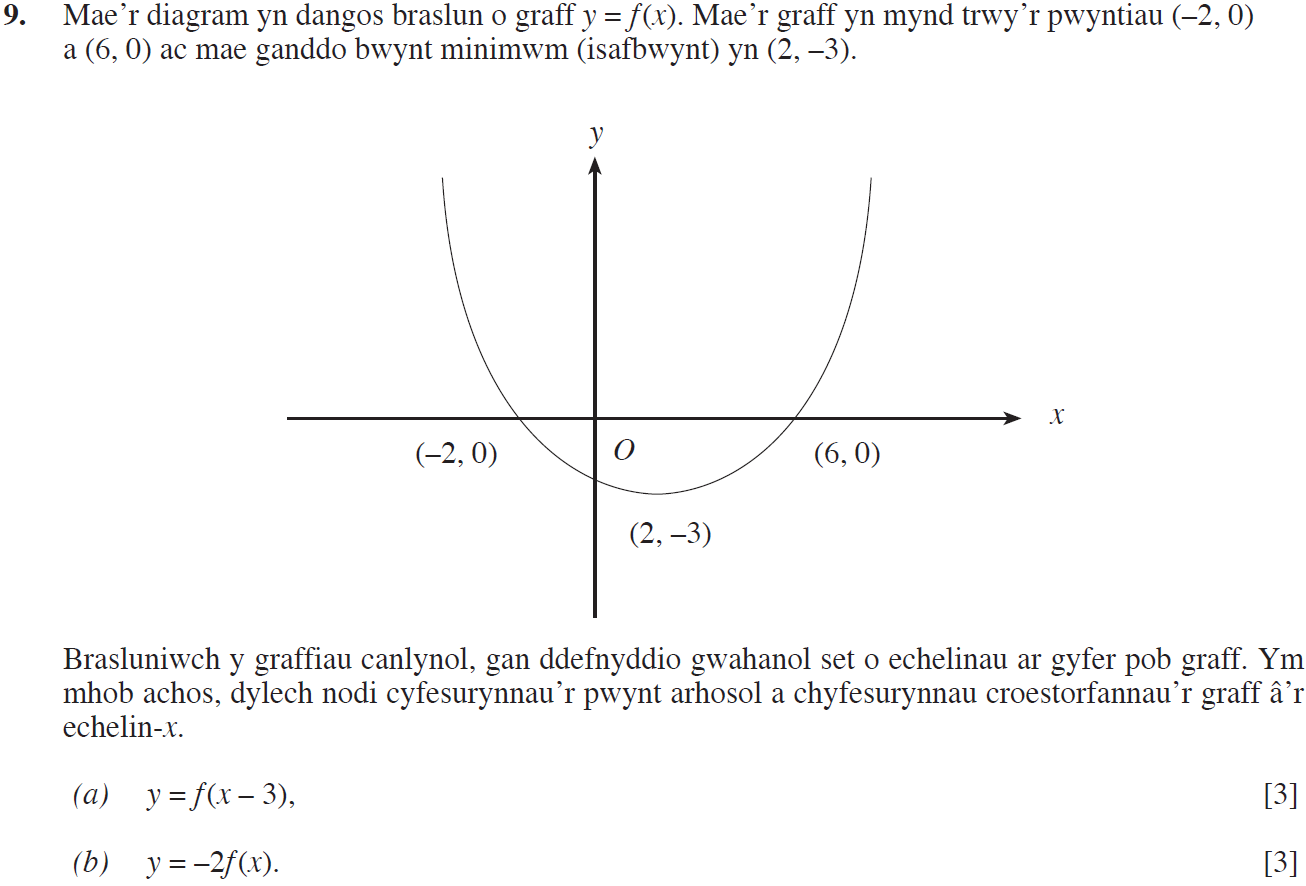 9. Mae’r diagram yn dangos braslun o graff y = f(x). Mae’r graff yn mynd trwy’r pwyntiau (–2, 0)
a (6, 0) ac mae ganddo bwynt minimwm (isafbwynt) yn (2, –3).
y
x
(–2, 0)
O
(6, 0)
(2, –3)
Brasluniwch y graffiau canlynol, gan ddefnyddio gwahanol set o echelinau ar gyfer pob graff. Ym
mhob achos, dylech nodi cyfesurynnau’r pwynt arhosol a chyfesurynnau croestorfannau’r graff â’r
echelin-x.
(a) y = f(x – 3), [3]
(b) y = –2f(x). [3]